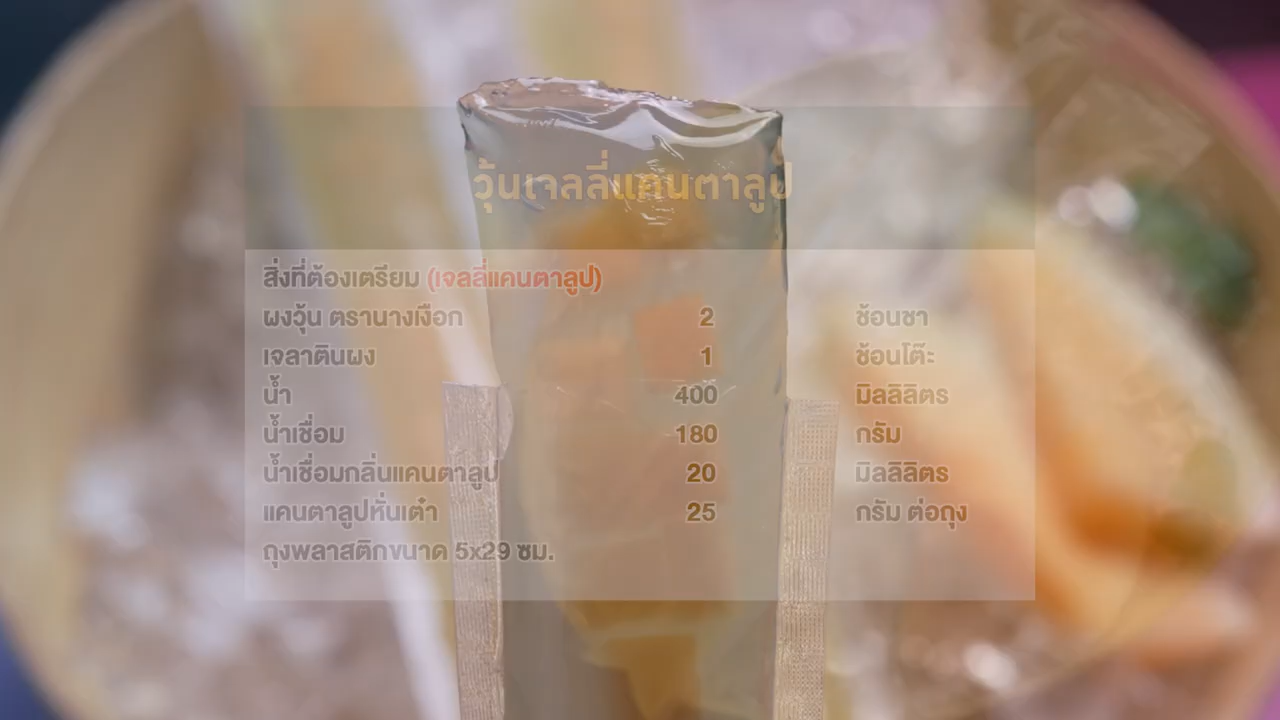 วุ้นเจลลี่แคนตาลูป
สิ่งที่ต้องเตรียม (เจลลี่แคนตาลูป)
ผงวุ้น ตรานางเงือก 2 ช้อนชา
เจลาตินผง 1 ช้อนโต๊ะ
น้ำ 400 มิลลิลิตร
น้ำเชื่อม 180 กรัม
น้ำเชื่อมกลิ่นแคนตาลูป 20 มิลลิลิตร
แคนตาลูปหั่นเต๋า 25 กรัม ต่อถุง
ถุงพลาสติกขนาด 5x29 ซม.